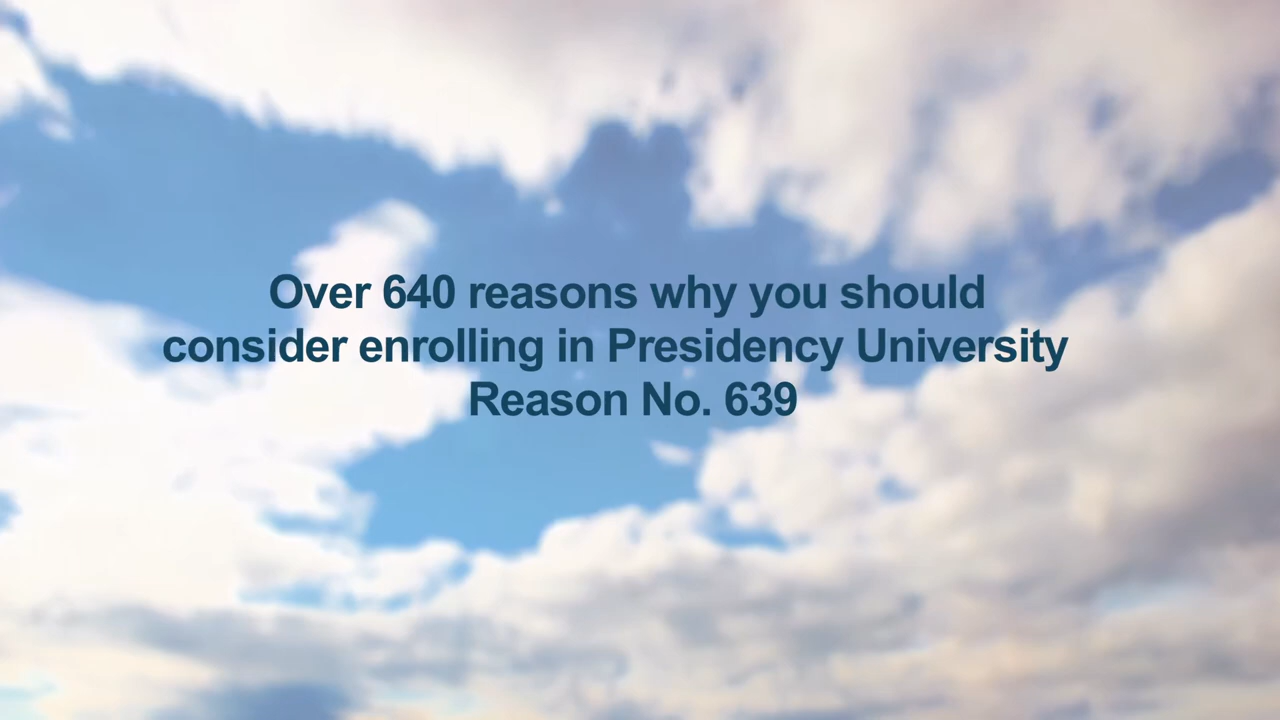 Over 640 reasons why you should
consider enrolling in Presidency University
Reason No. 639